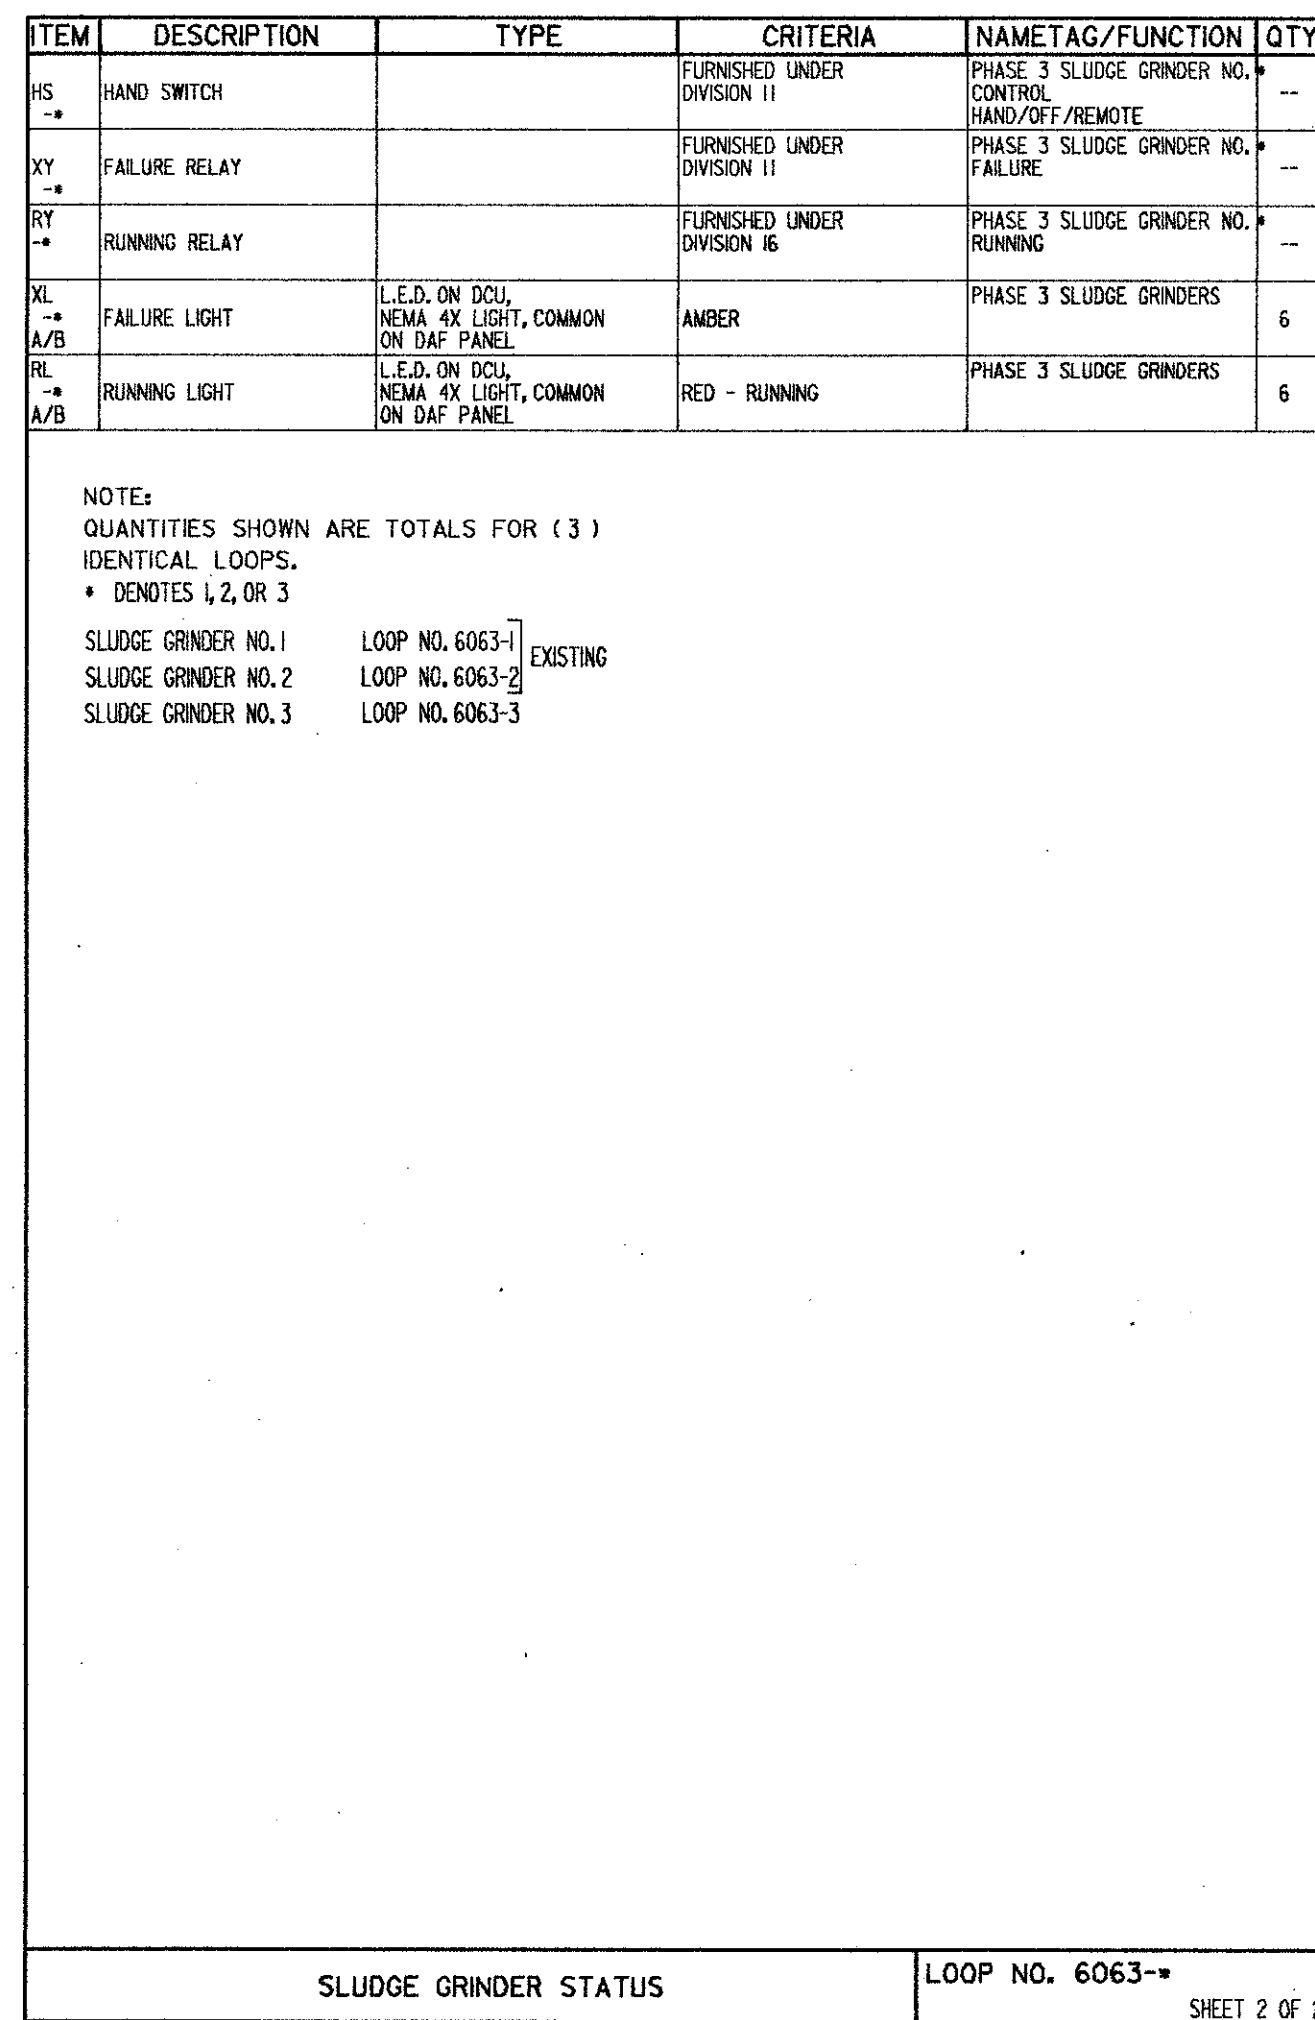 ITEM DESCRIPTION TYPE CRITERIA NAMETAG/FUNCTION QTY
HS -* HAND SWITCH FURNISHED UNDER DIVISION 11 PHASE 3 SLUDGE GRINDER NO. * CONTROL HAND/OFF/REMOTE --
XY -* FAILURE RELAY FURNISHED UNDER DIVISION 11 PHASE 3 SLUDGE GRINDER NO. * FAILURE --
RY -* RUNNING RELAY FURNISHED UNDER DIVISION 16 PHASE 3 SLUDGE GRINDER NO. * RUNNING --
XL -* A/B FAILURE LIGHT L.E.D. ON DCU, NEMA 4X LIGHT, COMMON ON DAF PANEL AMBER PHASE 3 SLUDGE GRINDERS 6
RL -* A/B RUNNING LIGHT L.E.D. ON DCU, NEMA 4X LIGHT, COMMON ON DAF PANEL RED - RUNNING PHASE 3 SLUDGE GRINDERS 6
NOTE:
QUANTITIES SHOWN ARE TOTALS FOR (3)
IDENTICAL LOOPS.
* DENOTES 1, 2, OR 3
SLUDGE GRINDER NO. 1 LOOP NO. 6063-1
EXISTING
SLUDGE GRINDER NO. 2 LOOP NO. 6063-2
SLUDGE GRINDER NO. 3 LOOP NO. 6063-3
SLUDGE GRINDER STATUS
LOOP NO. 6063-*
SHEET 2 OF